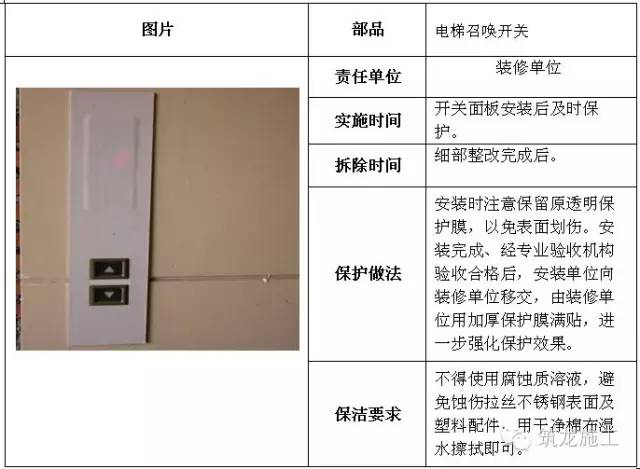 图片
部品
电梯召唤开关
责任单位
装修单位
实施时间
开关面板安装后及时保
护。
拆除时间
细部整改完成后。
保护做法
安装时注意保留原透明保
护膜，以免表面划伤。安
装完成、经专业验收机构
验收合格后，安装单位向
装修单位移交，由装修单
位用加厚保护膜满贴，进
一步强化保护效果。
保洁要求
不得使用腐蚀质溶液，避
免蚀伤拉丝不锈钢表面及
塑料配件，用干净棉布湿
水擦拭即可。
筑龙施工